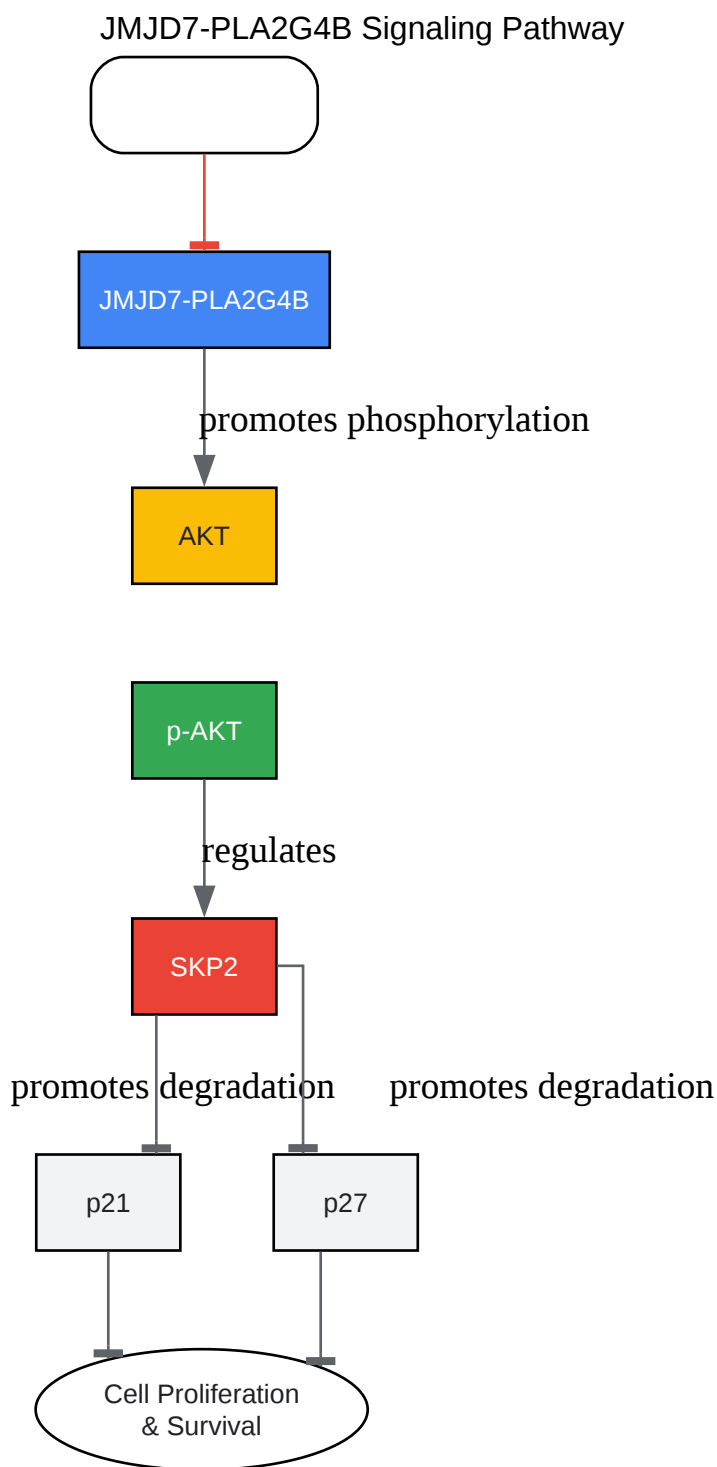 JMJD7-PLA2G4B Signaling Pathway
JMJD7-PLA2G4B
promotes phosphorylation
AKT
p-AKT
regulates
SKP2
promotes degradation
promotes degradation
p21
p27
Cell Proliferation
& Survival